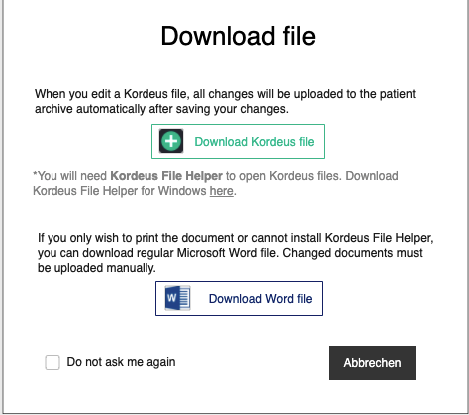 Download file
When you edit a Kordeus file, all changes will be uploaded to the patient
archive automatically after saving your changes.
Download Kordeus file
*You will need Kordeus File Helper to open Kordeus files. Download
Kordeus File Helper for Windows here.
If you only wish to print the document or cannot install Kordeus File Helper,
you can download regular Microsoft Word file. Changed documents must
be uploaded manually.
W
Download Word file
Do not ask me again
Abbrechen